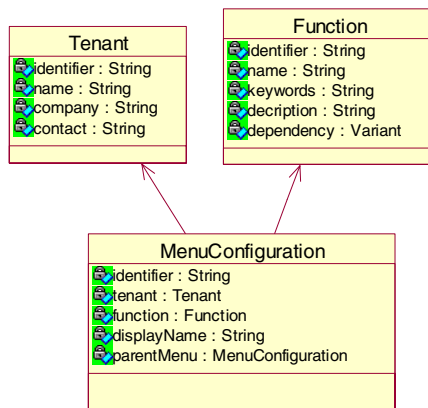 Tenant
identifier : String
name : String
company : String
contact : String
Function
identifier : String
name : String
keywords : String
decription : String
dependency : Variant
MenuConfiguration
identifier : String
tenant : Tenant
function : Function
displayName : String
parentMenu : MenuConfiguration